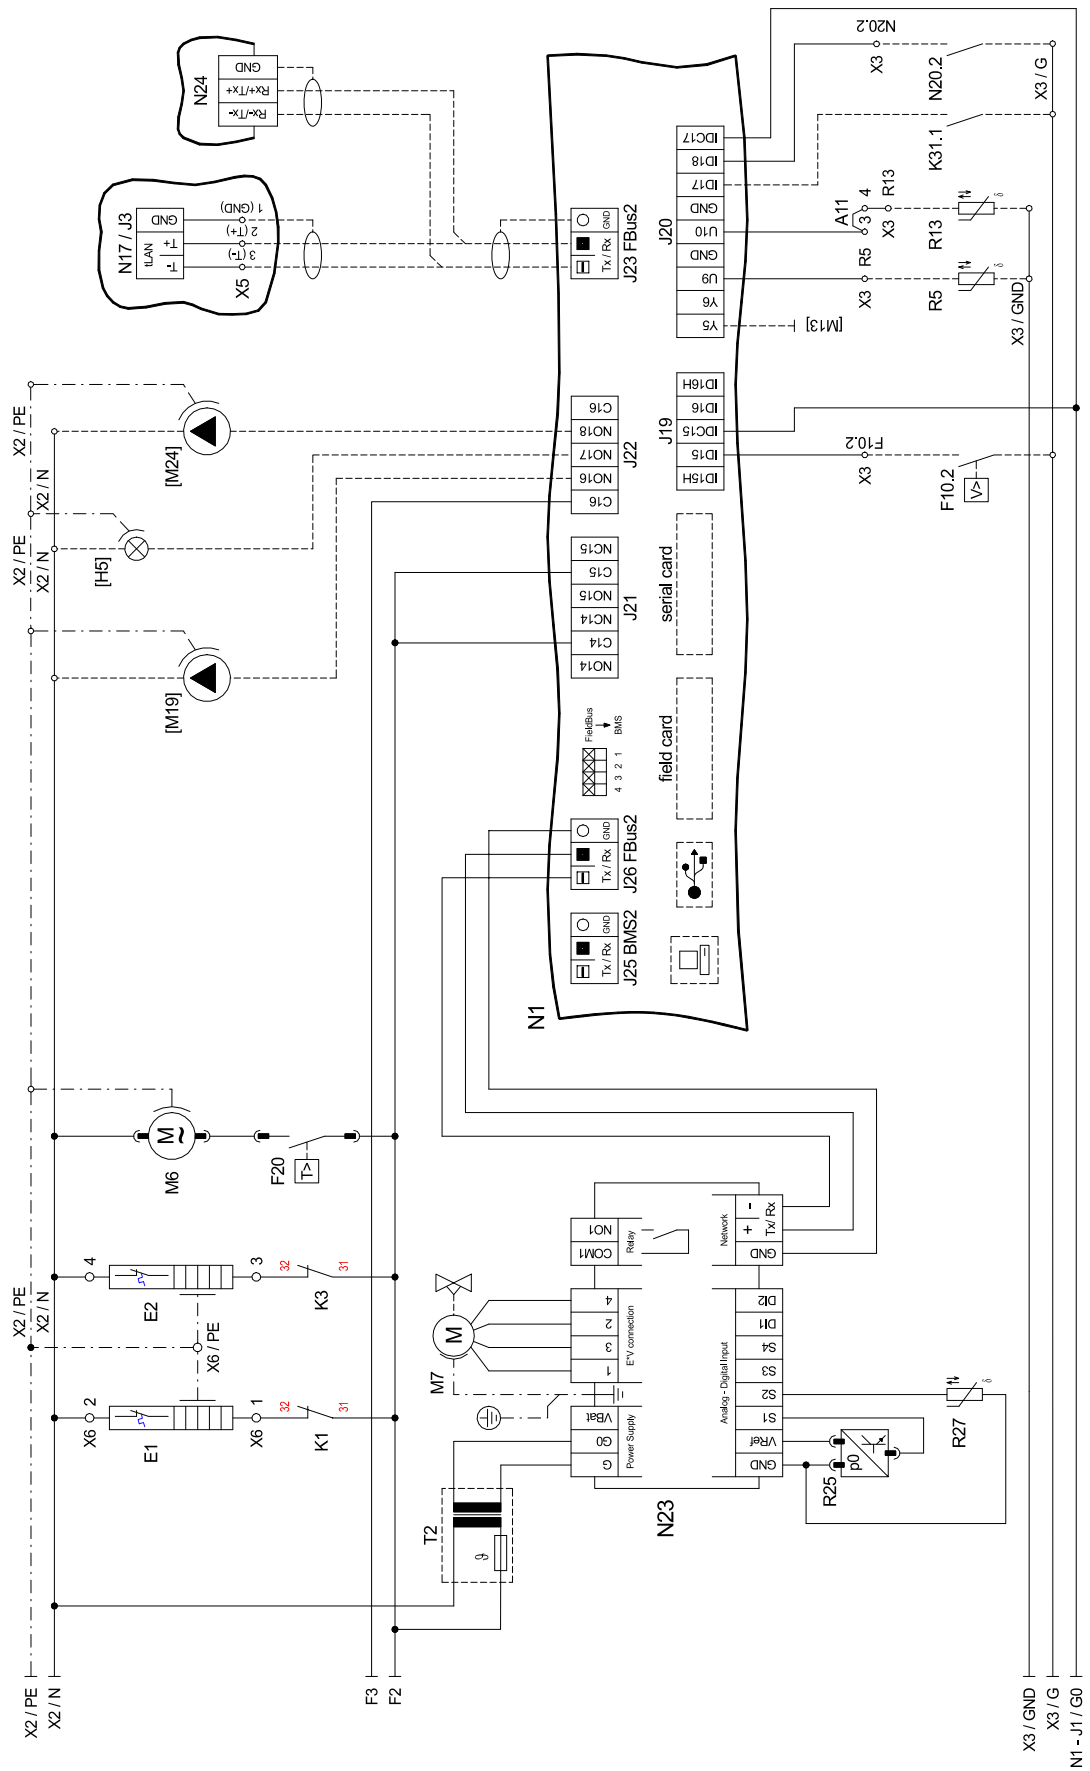 N20.2
X3
N20.2
X3 / G
K31.1
N24
GND
Rx+/Tx+
Rx-/Tx-
N17 / J3
tLAN
GND
T+
T-
1 (GND)
2 (T+)
3 (T-)
X5
J23 FBus2
GND
Tx / Rx
J20
IDC17
ID18
ID17
GND
U10
GND
U9
Y6
Y5
[M13]
A11
3
4
R13
X3
R13
R5
X3
R5
X3 / GND
X2 / PE
X2 / N
[M24]
X2 / PE
X2 / N
[H5]
[M19]
J22
C16
NO18
NO17
NO16
C16
J19
ID16H
ID16
IDC15
ID15
ID15H
F10.2
X3
F10.2
V>
J21
NC15
C15
NO15
NC14
C14
NO14
serial card
field card
FieldBus
BMS
4 3 2 1
J26 FBus2
GND
Tx / Rx
J25 BMS2
GND
Tx / Rx
N1
M
~
M6
F20
T>
X2 / PE
X2 / N
4
E2
3
32
31
K3
X6 / PE
X6
2
E1
X6
1
32
31
K1
M7
M
NO1
COM1
Relay
4
2
3
1
E*V connection
VBat
G0
G
Power Supply
Network
-
+
Tx/ Rx
GND
Analog - Digital Input
DI2
DI1
S4
S3
S2
S1
VRef
GND
N23
T2
ϑ
R25
p0
R27
X2 / PE
X2 / N
F3
F2
X3 / GND
X3 / G
N1 - J1 / G0